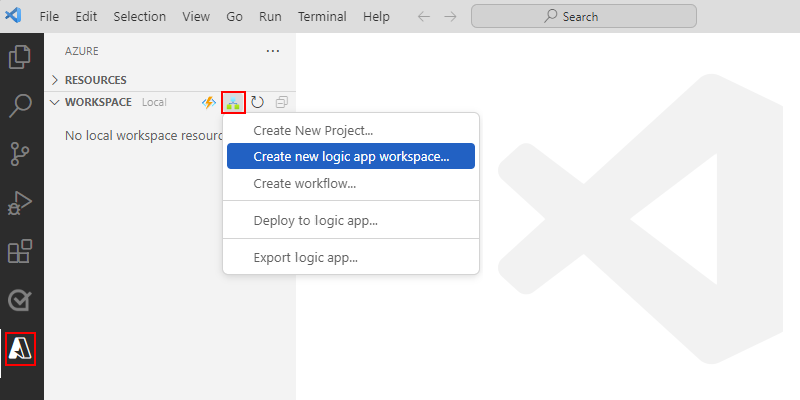 File Edit Selection View Go Run Terminal Help Search
AZURE ...
RESOURCES
WORKSPACE Local
No local workspace resourc
Create New Project...
Create new logic app workspace...
Create workflow...
Deploy to logic app...
Export logic app...